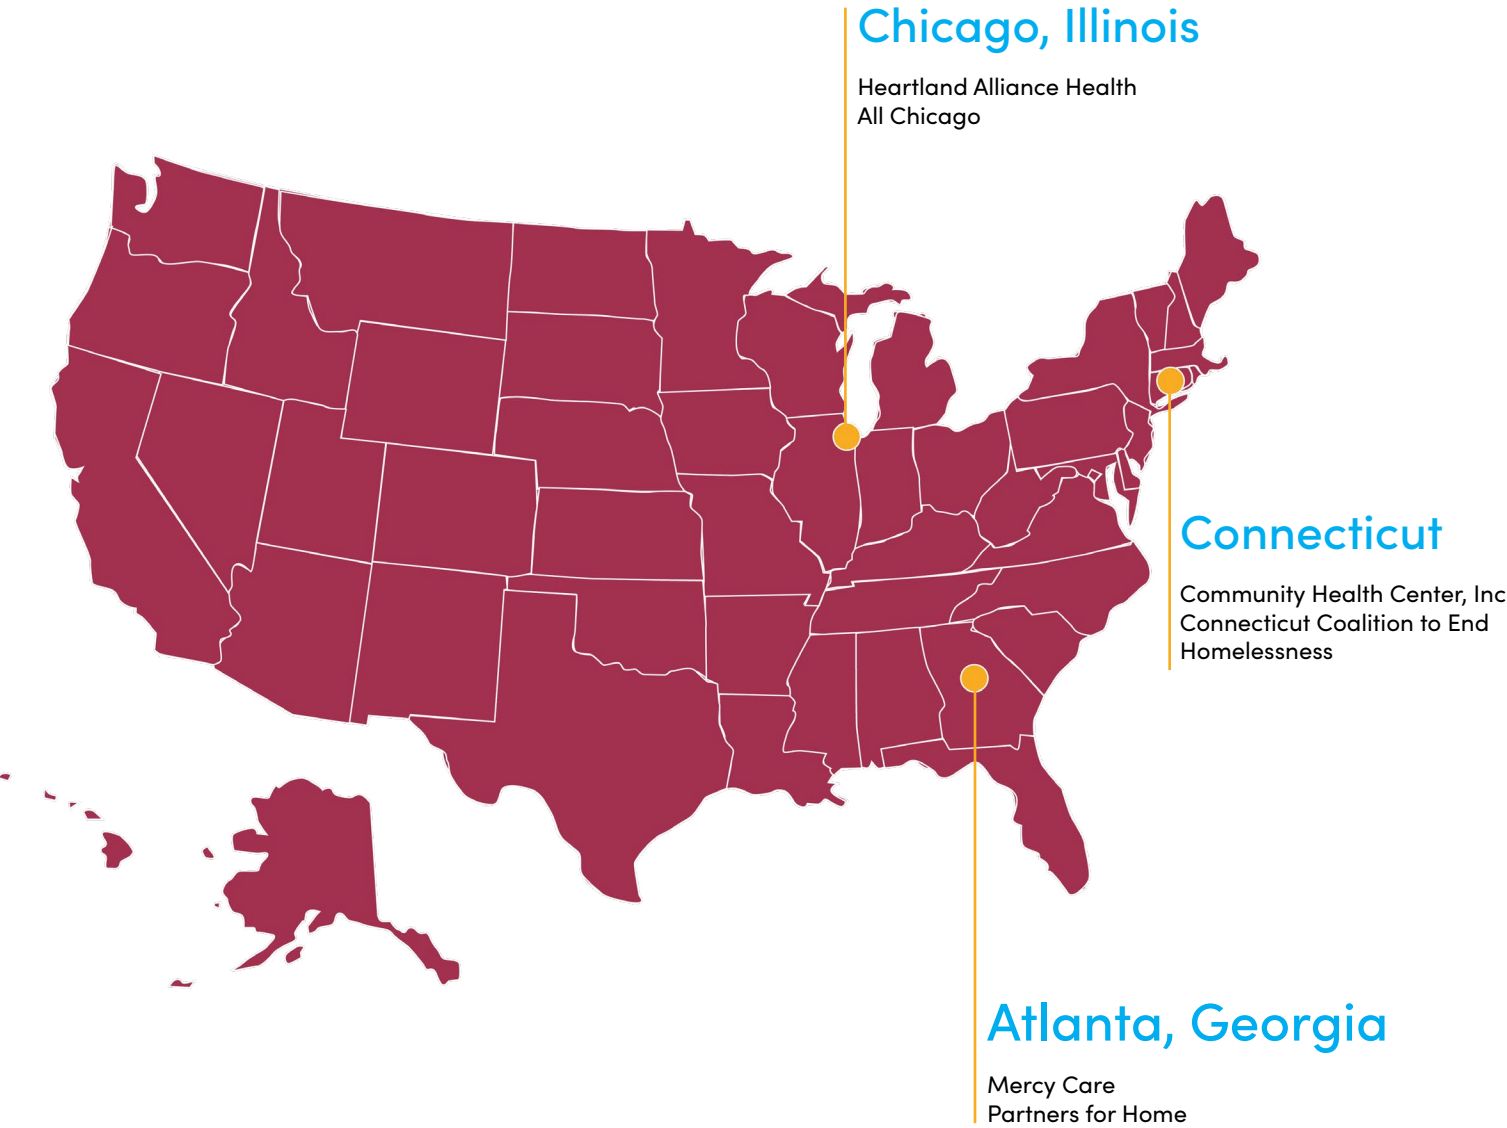 Chicago, Illinois
Heartland Alliance Health
All Chicago
Connecticut
Community Health Center, Inc
Connecticut Coalition to End
Homelessness
Atlanta, Georgia
Mercy Care
Partners for Home